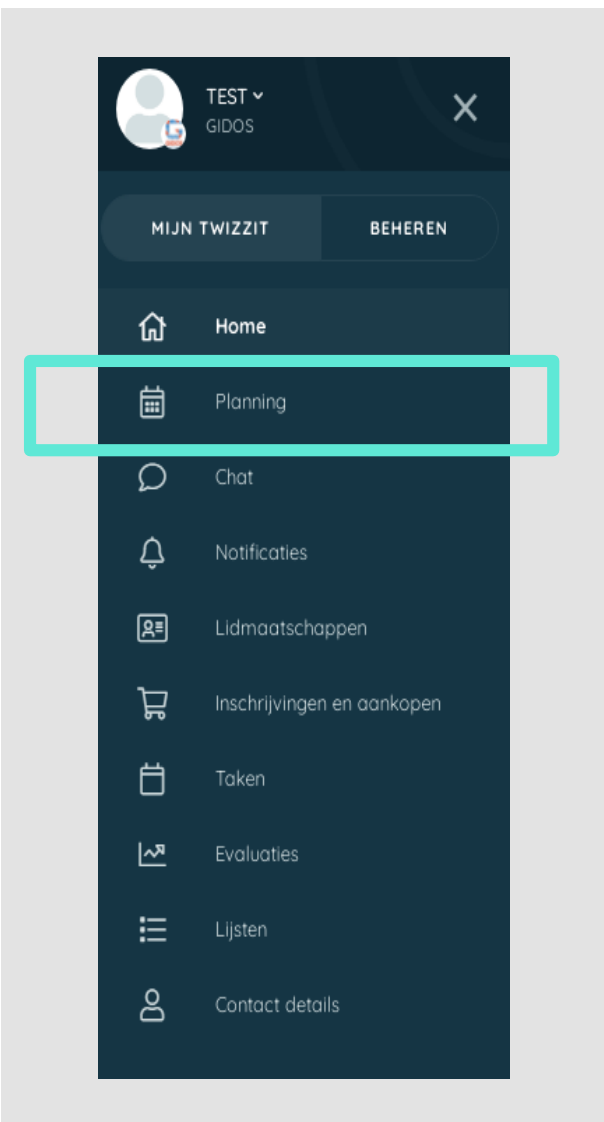 TEST
GIDOS
MIJN TWIZZIT
BEHEREN
Home
Planning
Chat
Notificaties
Lidmaatschappen
Inschrijvingen en aankopen
Taken
Evaluaties
Lijsten
Contact details